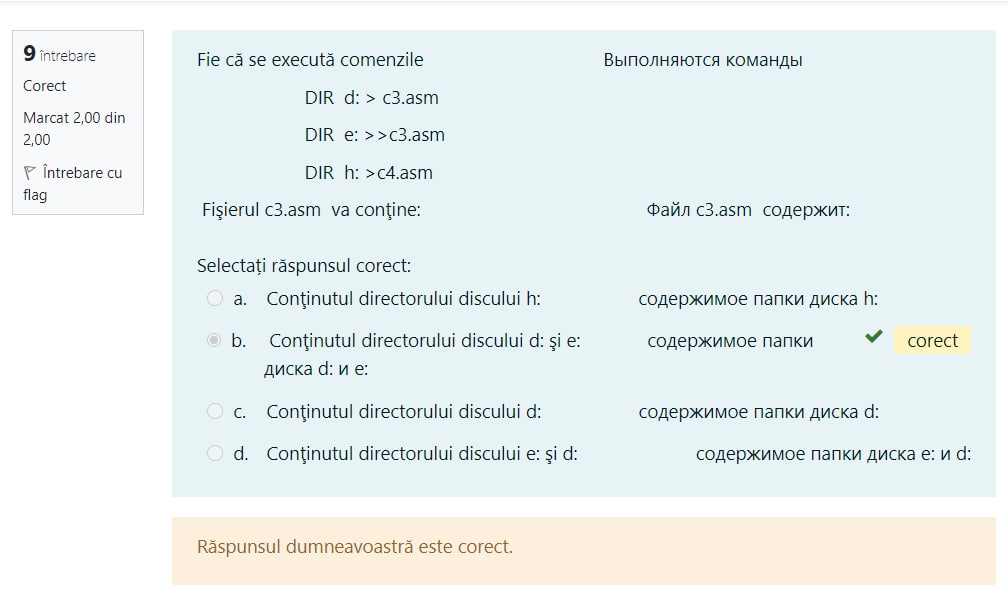 9 întrebare
Corect
Marcat 2,00 din
2,00
Întrebare cu
flag
Fie că se execută comenzile Выполняются команды
DIR d: > c3.asm
DIR e: >>c3.asm
DIR h: >c4.asm
Fişierul c3.asm va conţine: Файл c3.asm содержит:
Selectați răspunsul corect:
a. Conţinutul directorului discului h: содержимое папки диска h:
b. Conţinutul directorului discului d: şi e: содержимое папки corect
диска d: и e:
c. Conţinutul directorului discului d: содержимое папки диска d:
d. Conţinutul directorului discului e: şi d: содержимое папки диска e: и d:
Răspunsul dumneavoastră este corect.